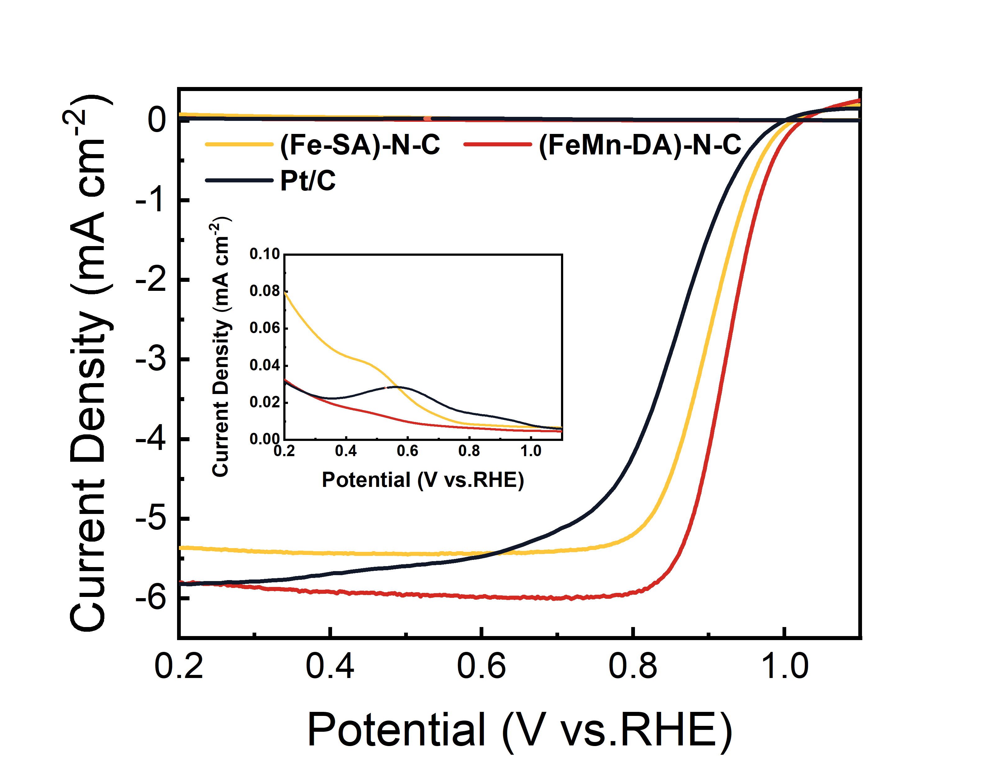 Current Density (mA cm-2)
0
-1
-2
-3
-4
-5
-6
(Fe-SA)-N-C
(FeMn-DA)-N-C
Pt/C
Current Density (mA cm-2)
0.10
0.08
0.06
0.04
0.02
0.00
0.2 0.4 0.6 0.8 1.0
Potential (V vs.RHE)
0.2 0.4 0.6 0.8 1.0
Potential (V vs.RHE)